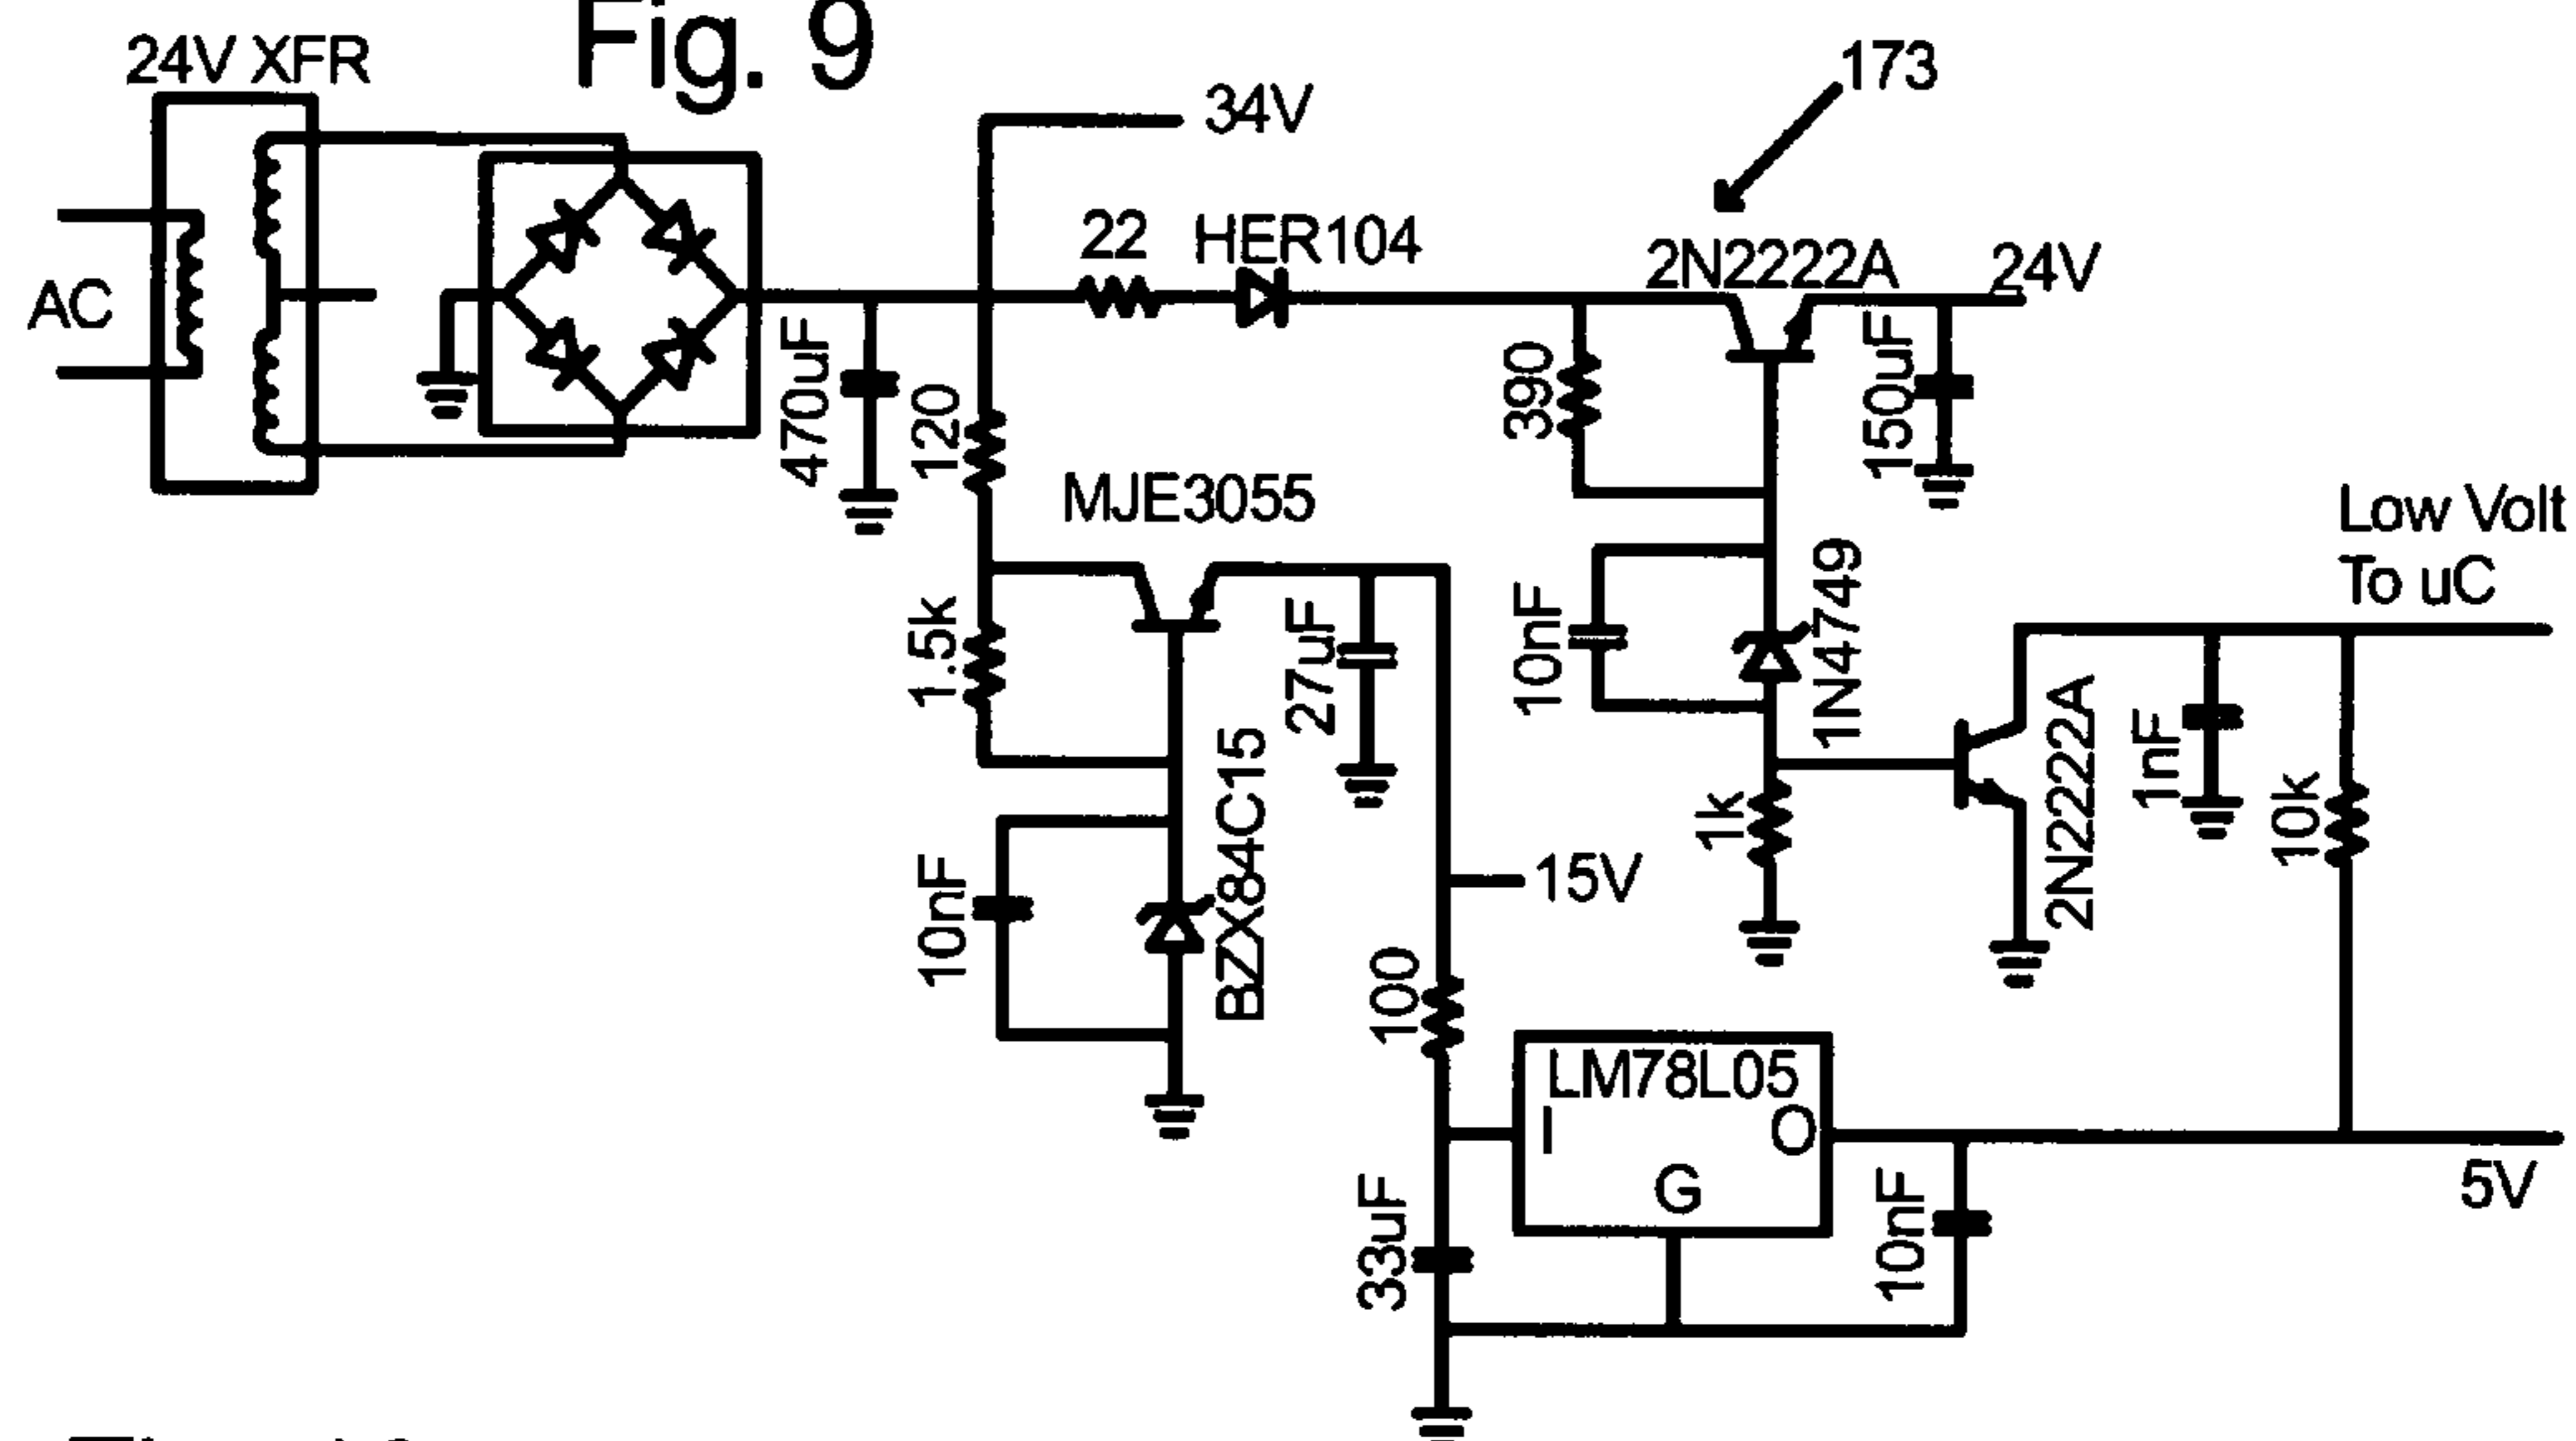 Fig. 9
24V XFR
173
34V
22
HER104
2N2222A
24V
AC
470uF
120
390
150uF
MJE3055
Low Volt
To uC
1.5k
27uF
10nF
1N4749
BZX84C15
2N2222A
1nF
1k
10k
10nF
15V
100
LM78L05
I
O
G
5V
33uF
10nF